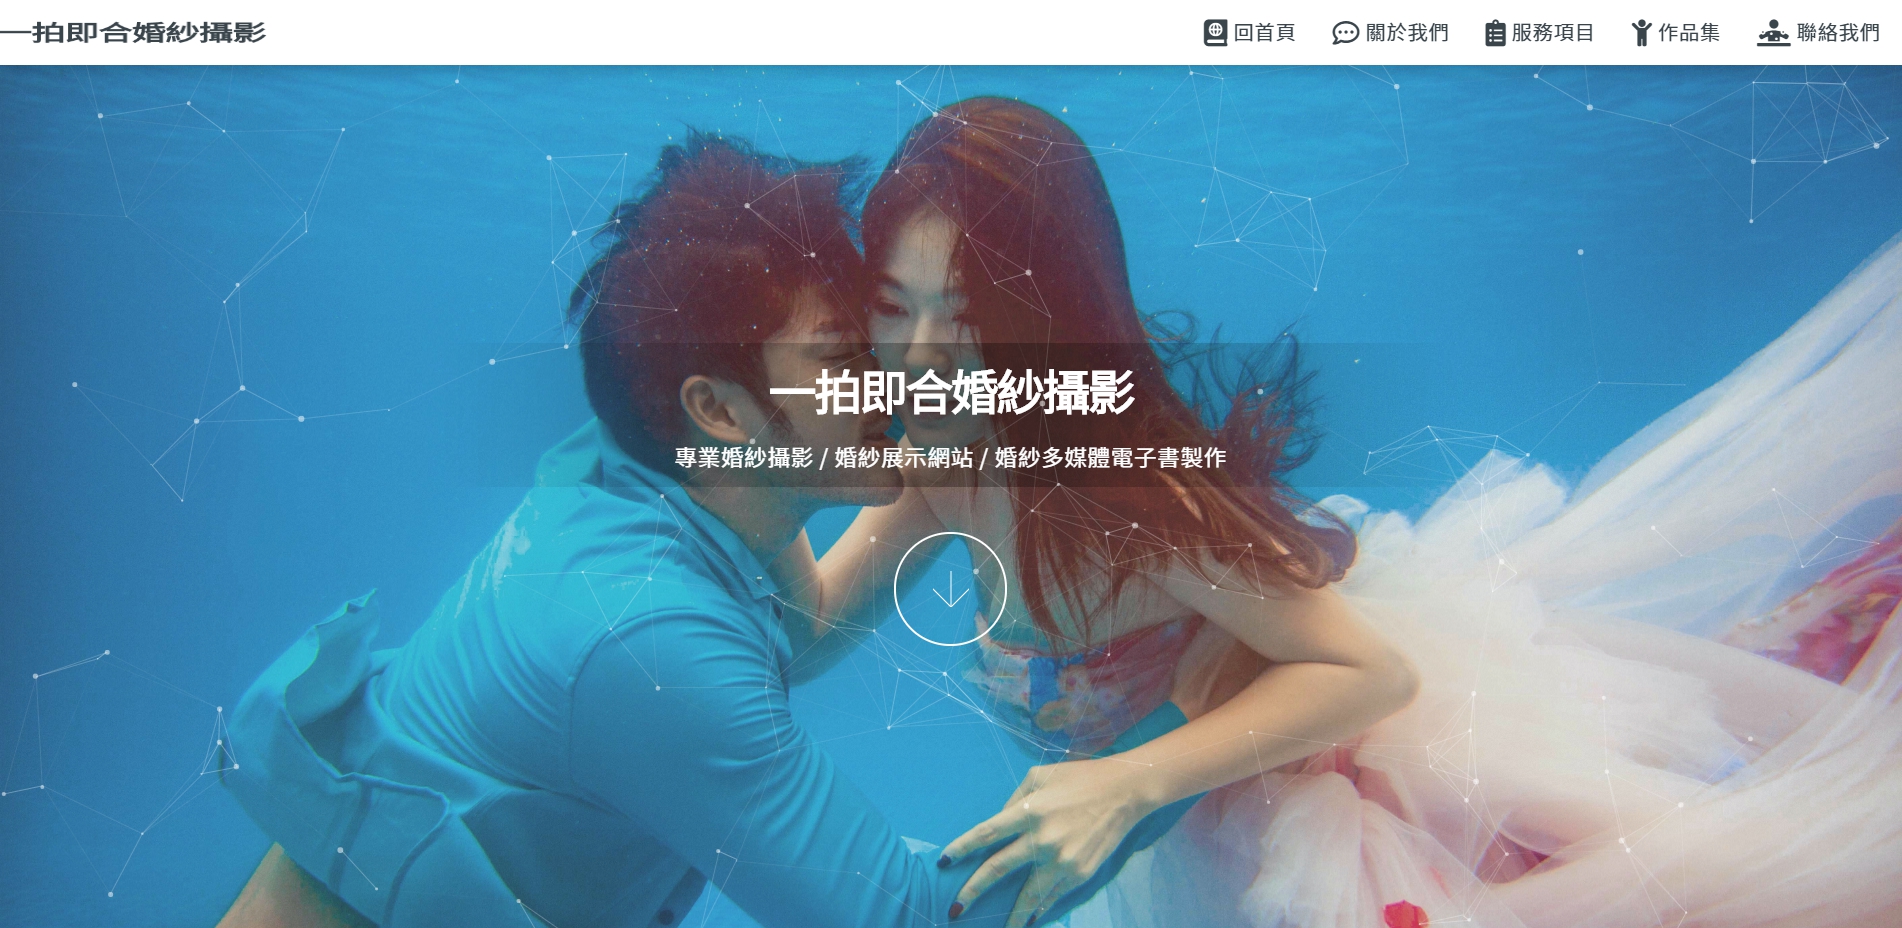 一拍即合婚紗攝影
回首頁
關於我們
服務項目
作品集
聯絡我們
一拍即合婚紗攝影
專業婚紗攝影 / 婚紗展示網站 / 婚紗多媒體電子書製作